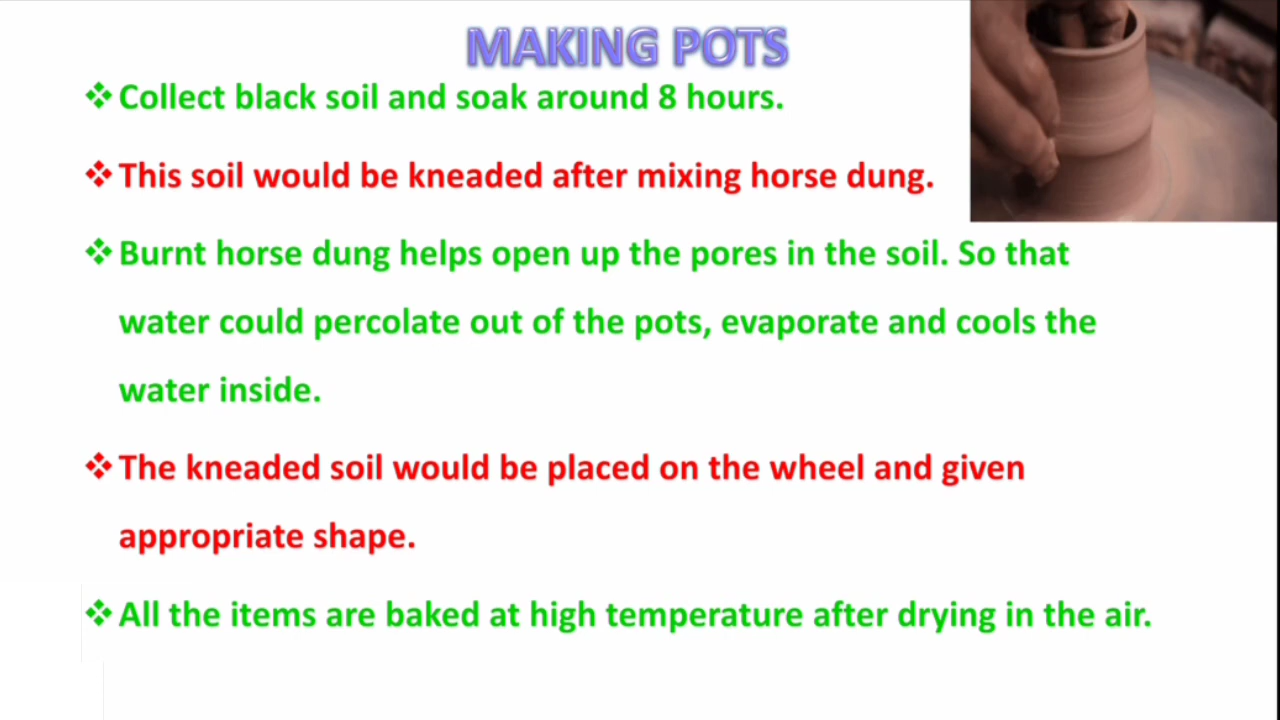 MAKING POTS
❖Collect black soil and soak around 8 hours.
❖This soil would be kneaded after mixing horse dung.
❖Burnt horse dung helps open up the pores in the soil. So that
water could percolate out of the pots, evaporate and cools the
water inside.
❖The kneaded soil would be placed on the wheel and given
appropriate shape.
❖All the items are baked at high temperature after drying in the air.